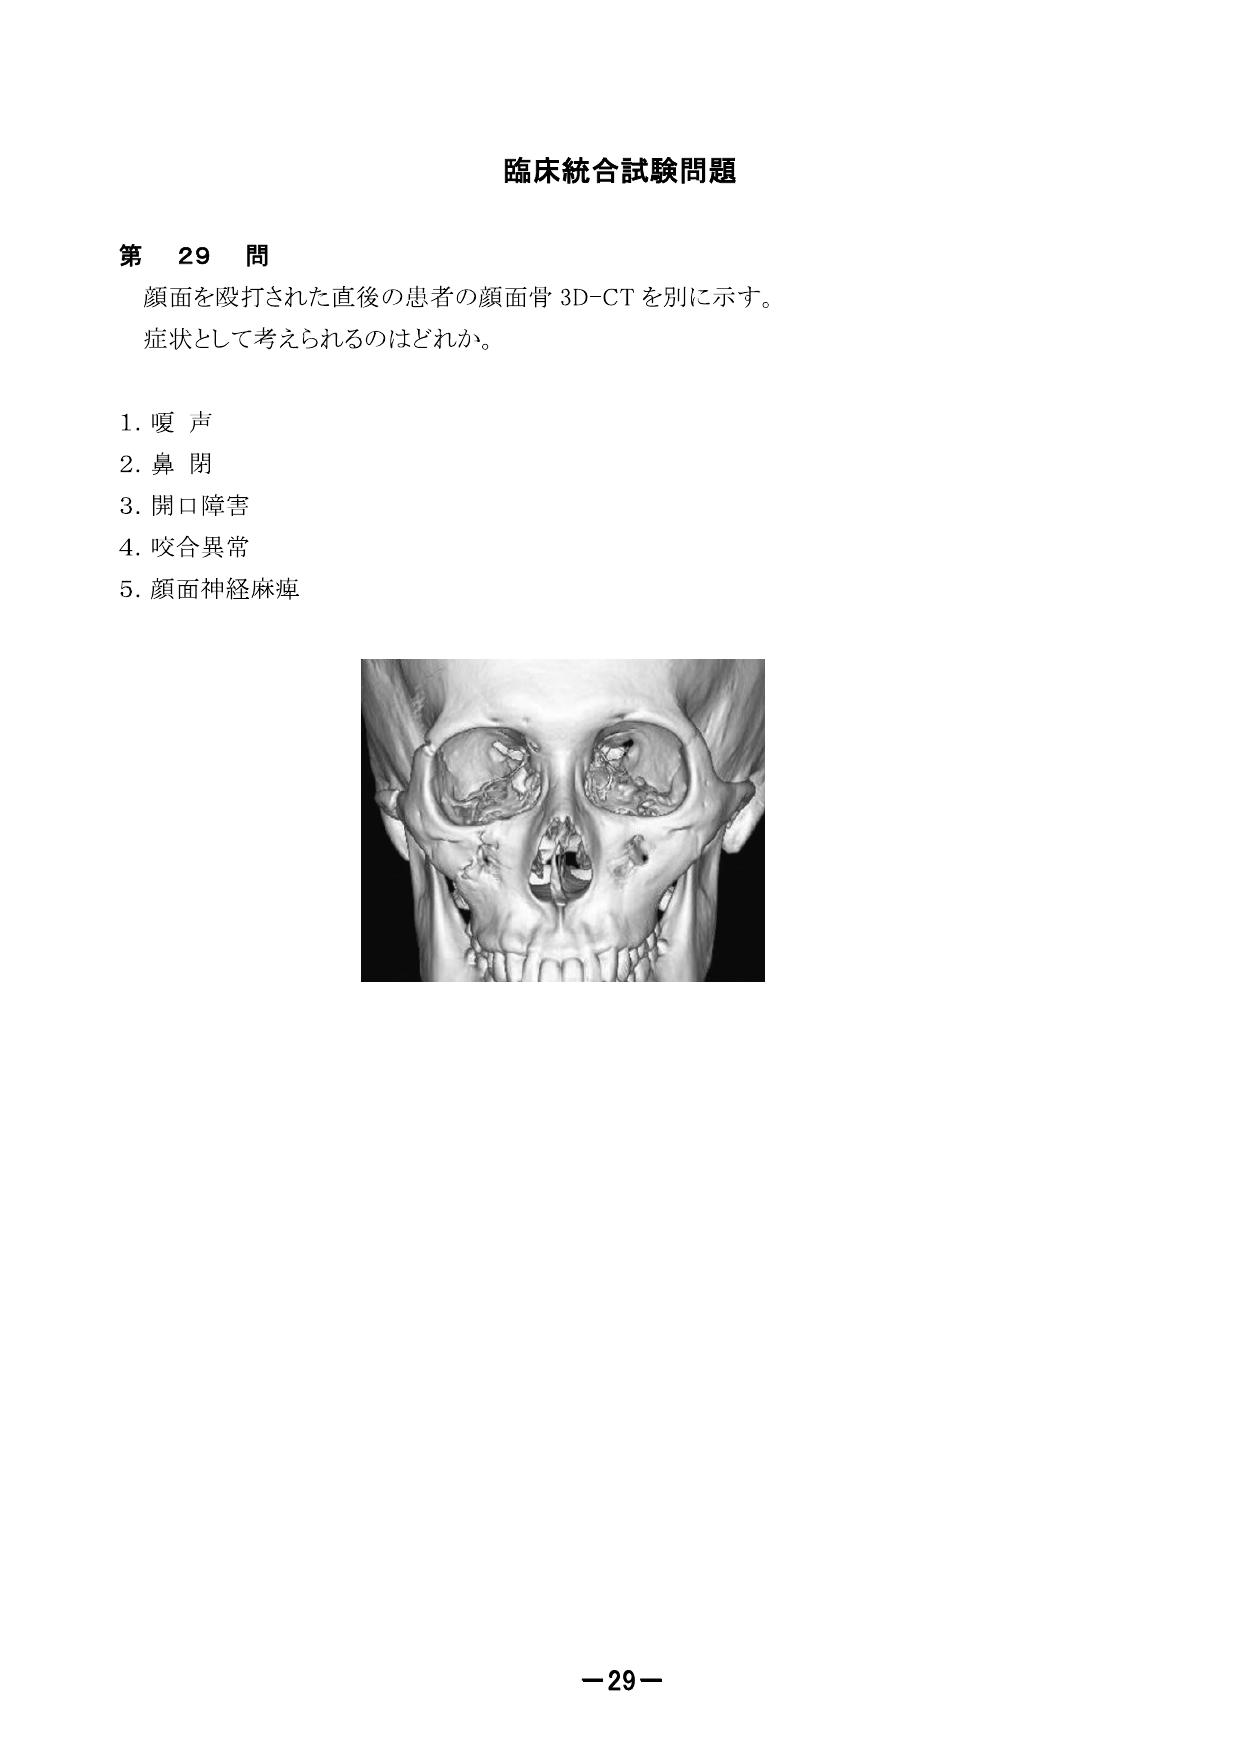 臨床統合試験問題
第 29 問
顔面を殴打された直後の患者の顔面骨 3D-CT を別に示す。
症状として考えられるのはどれか。
1. 嗄 声
2. 鼻 閉
3. 開口障害
4. 咬合異常
5. 顔面神経麻痺
－29－